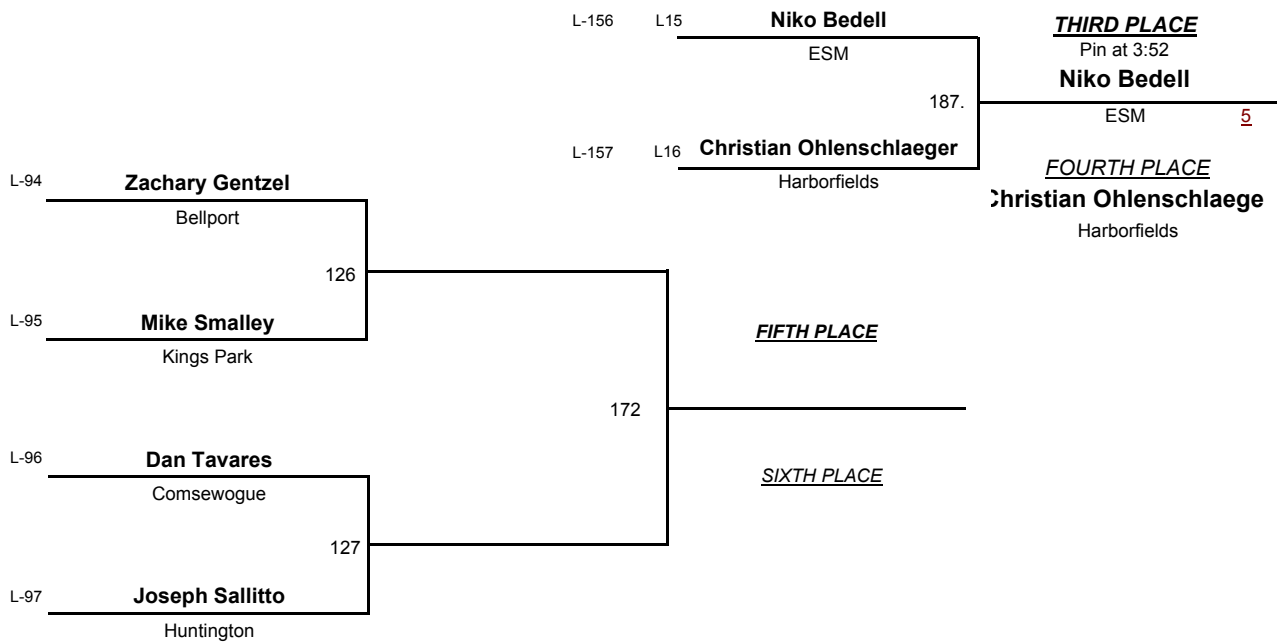 L-156 L15 Niko Bedell
ESM
THIRD PLACE
Pin at 3:52
Niko Bedell
187.
ESM 5
L-157 L16 Christian Ohlenschlaeger
Harborfields
FOURTH PLACE
Christian Ohlenschlaege
Harborfields
L-94 Zachary Gentzel
Bellport
126
L-95 Mike Smalley
Kings Park
FIFTH PLACE
172
L-96 Dan Tavares
Comsewogue
SIXTH PLACE
127
L-97 Joseph Sallitto
Huntington